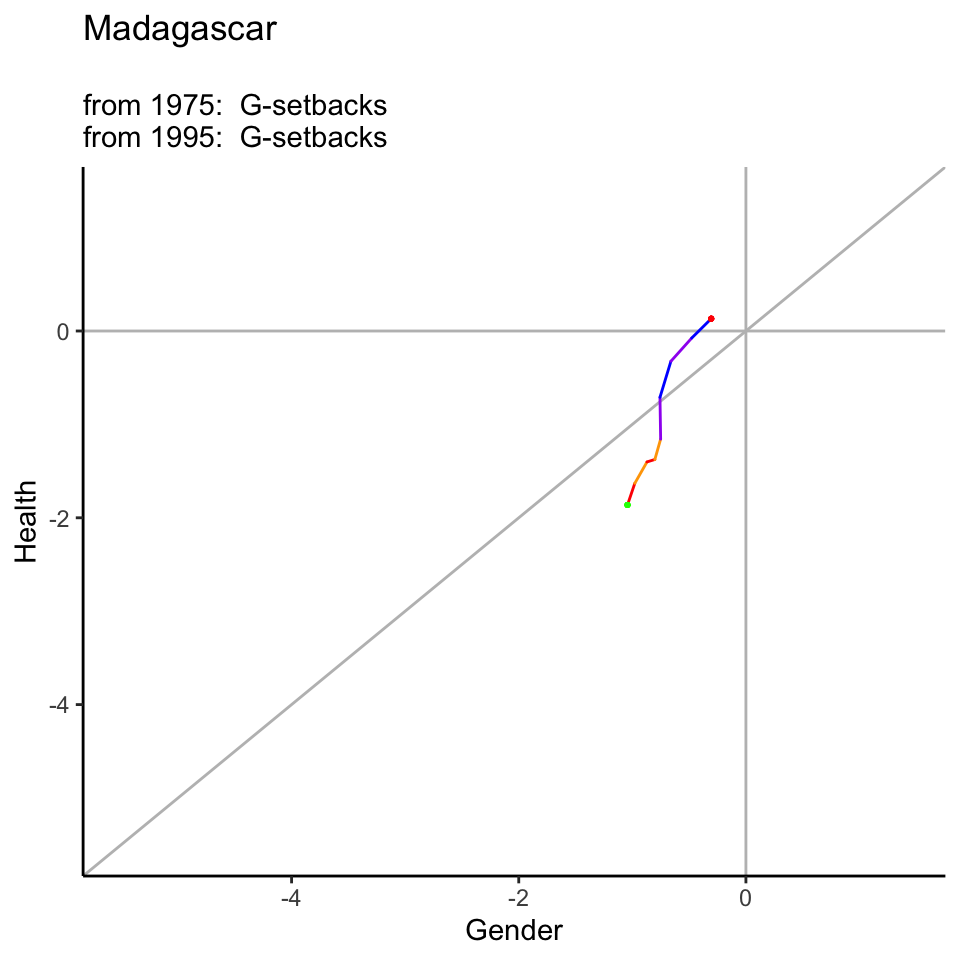 Madagascar
from 1975:  G-setbacks
from 1995:  G-setbacks
0
-2
-4
Health
-4
-2
0
Gender